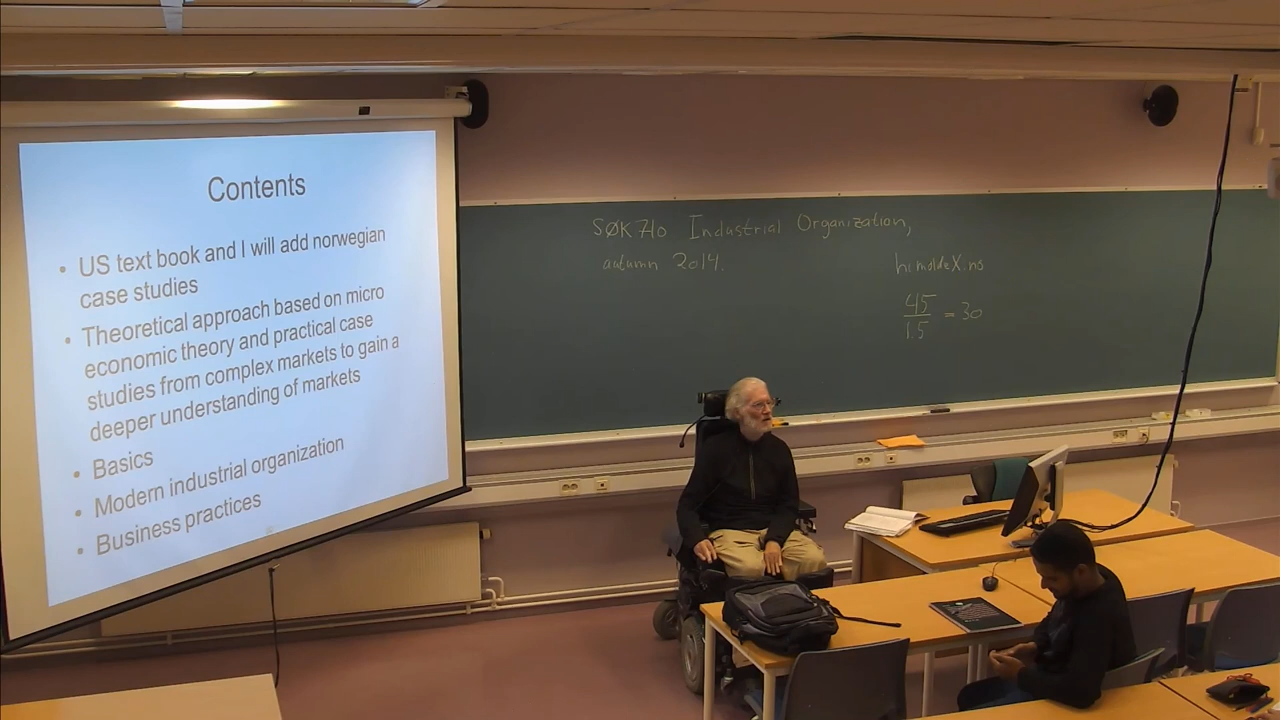 Contents
• US text book and I will add norwegian
case studies
• Theoretical approach based on micro
economic theory and practical case
studies from complex markets to gain a
deeper understanding of markets
• Basics
• Modern industrial organization
• Business practices
SØK 710 Industrial Organization,
autumn 2014.
himoldeX.no
45
1.5
= 30